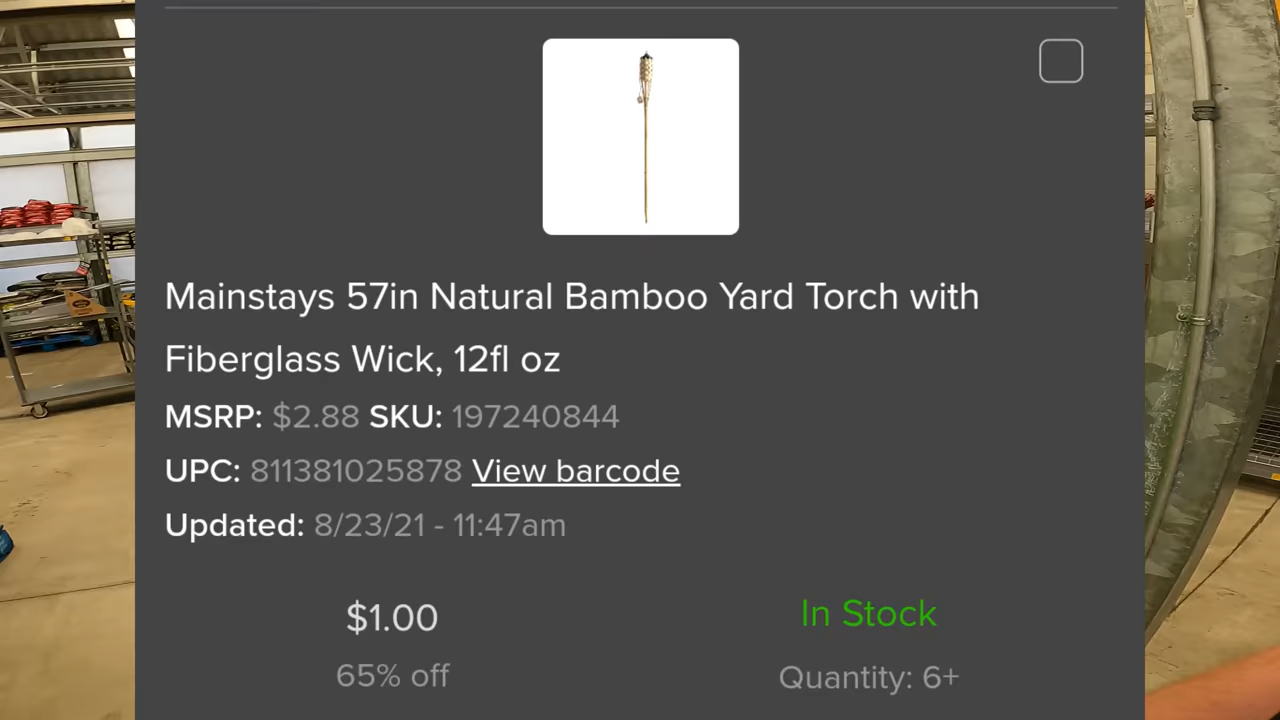 Mainstays 57in Natural Bamboo Yard Torch with
Fiberglass Wick, 12fl oz
MSRP: $2.88 SKU: 197240844
UPC: 811381025878 View barcode
Updated: 8/23/21 - 11:47am
$1.00 In Stock
65% off Quantity: 6+